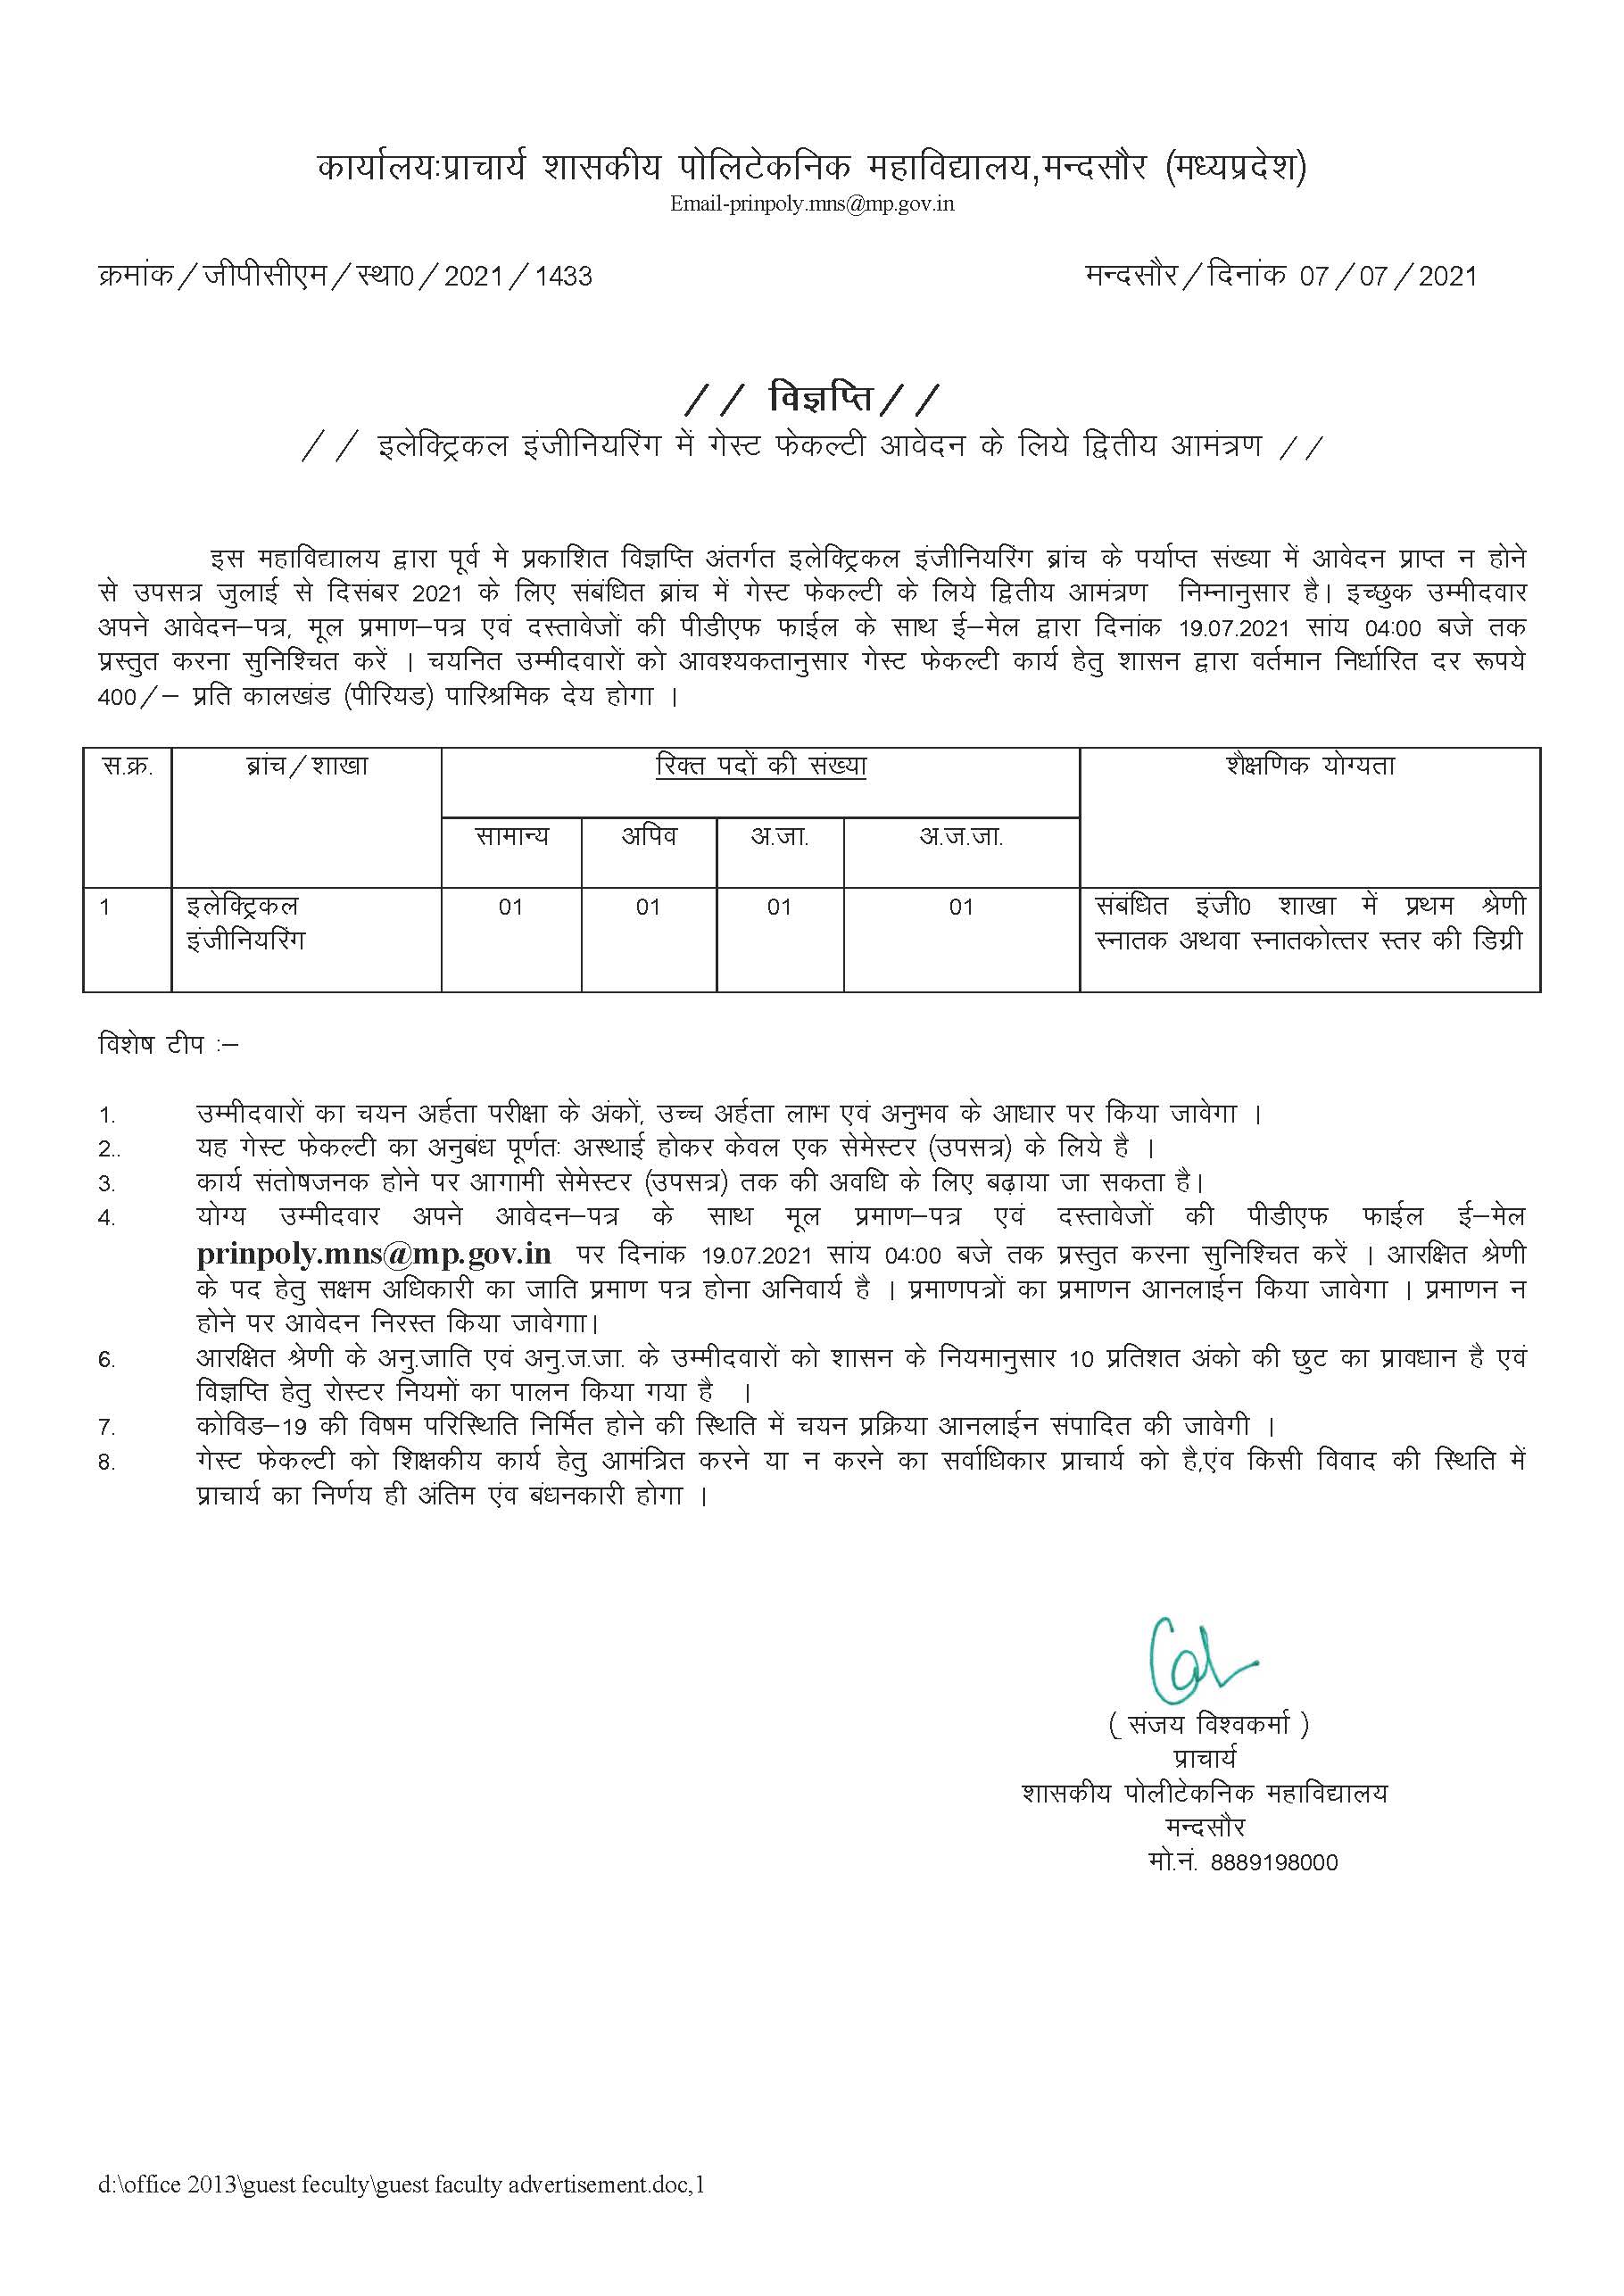 कार्यालयःप्राचार्य शासकीय पोलिटेकनिक महाविद्यालय,मन्दसौर (मध्यप्रदेश)
Email-prinpoly.mns@mp.gov.in
क्रमांक/जीपीसीएम/स्था0/2021/1433 मन्दसौर/दिनांक 07/07/2021
// विज्ञप्ति//
// इलेक्ट्रिकल इंजीनियरिंग में गेस्ट फेकल्टी आवेदन के लिये द्वितीय आमंत्रण //
इस महाविद्यालय द्वारा पूर्व मे प्रकाशित विज्ञप्ति अंतर्गत इलेक्ट्रिकल इंजीनियरिंग ब्रांच के पर्याप्त संख्या में आवेदन प्राप्त न होने
से उपसत्र जुलाई से दिसंबर 2021 के लिए संबंधित ब्रांच में गेस्ट फेकल्टी के लिये द्वितीय आमंत्रण निम्नानुसार है। इच्छुक उम्मीदवार
अपने आवेदन–पत्र, मूल प्रमाण–पत्र एवं दस्तावेजों की पीडीएफ फाईल के साथ ई–मेल द्वारा दिनांक 19.07.2021 सांय 04:00 बजे तक
प्रस्तुत करना सुनिश्चित करें । चयनित उम्मीदवारों को आवश्यकतानुसार गेस्ट फेकल्टी कार्य हेतु शासन द्वारा वर्तमान निर्धारित दर रूपये
400/– प्रति कालखंड (पीरियड) पारिश्रमिक देय होगा ।
स.क्र. ब्रांच/शाखा रिक्त पदों की संख्या शैक्षणिक योग्यता
सामान्य अपिव अ.जा. अ.ज.जा.
1 इलेक्ट्रिकल 01 01 01 01 संबंधित इंजी0 शाखा में प्रथम श्रेणी
इंजीनियरिंग स्नातक अथवा स्नातकोत्तर स्तर की डिग्री
विशेष टीप :–
1. उम्मीदवारों का चयन अर्हता परीक्षा के अंकों, उच्च अर्हता लाभ एवं अनुभव के आधार पर किया जावेगा ।
2.. यह गेस्ट फेकल्टी का अनुबंध पूर्णतः अस्थाई होकर केवल एक सेमेस्टर (उपसत्र) के लिये है ।
3. कार्य संतोषजनक होने पर आगामी सेमेस्टर (उपसत्र) तक की अवधि के लिए बढ़ाया जा सकता है।
4. योग्य उम्मीदवार अपने आवेदन–पत्र के साथ मूल प्रमाण–पत्र एवं दस्तावेजों की पीडीएफ फाईल ई–मेल
prinpoly.mns@mp.gov.in पर दिनांक 19.07.2021 सांय 04:00 बजे तक प्रस्तुत करना सुनिश्चित करें । आरक्षित श्रेणी
के पद हेतु सक्षम अधिकारी का जाति प्रमाण पत्र होना अनिवार्य है । प्रमाणपत्रों का प्रमाणन आनलाईन किया जावेगा । प्रमाणन न
होने पर आवेदन निरस्त किया जावेगाा।
6. आरक्षित श्रेणी के अनु.जाति एवं अनु.ज.जा. के उम्मीदवारों को शासन के नियमानुसार 10 प्रतिशत अंको की छुट का प्रावधान है एवं
विज्ञप्ति हेतु रोस्टर नियमों का पालन किया गया है ।
7. कोविड–19 की विषम परिस्थिति निर्मित होने की स्थिति में चयन प्रक्रिया आनलाईन संपादित की जावेगी ।
8. गेस्ट फेकल्टी को शिक्षकीय कार्य हेतु आमंत्रित करने या न करने का सर्वाधिकार प्राचार्य को है,एंव किसी विवाद की स्थिति में
प्राचार्य का निर्णय ही अंतिम एंव बंधनकारी होगा ।
( संजय विश्वकर्मा )
प्राचार्य
शासकीय पोलीटेकनिक महाविद्यालय
मन्दसौर
मो.नं. 8889198000
d:\office 2013\guest feculty\guest faculty advertisement.doc,1